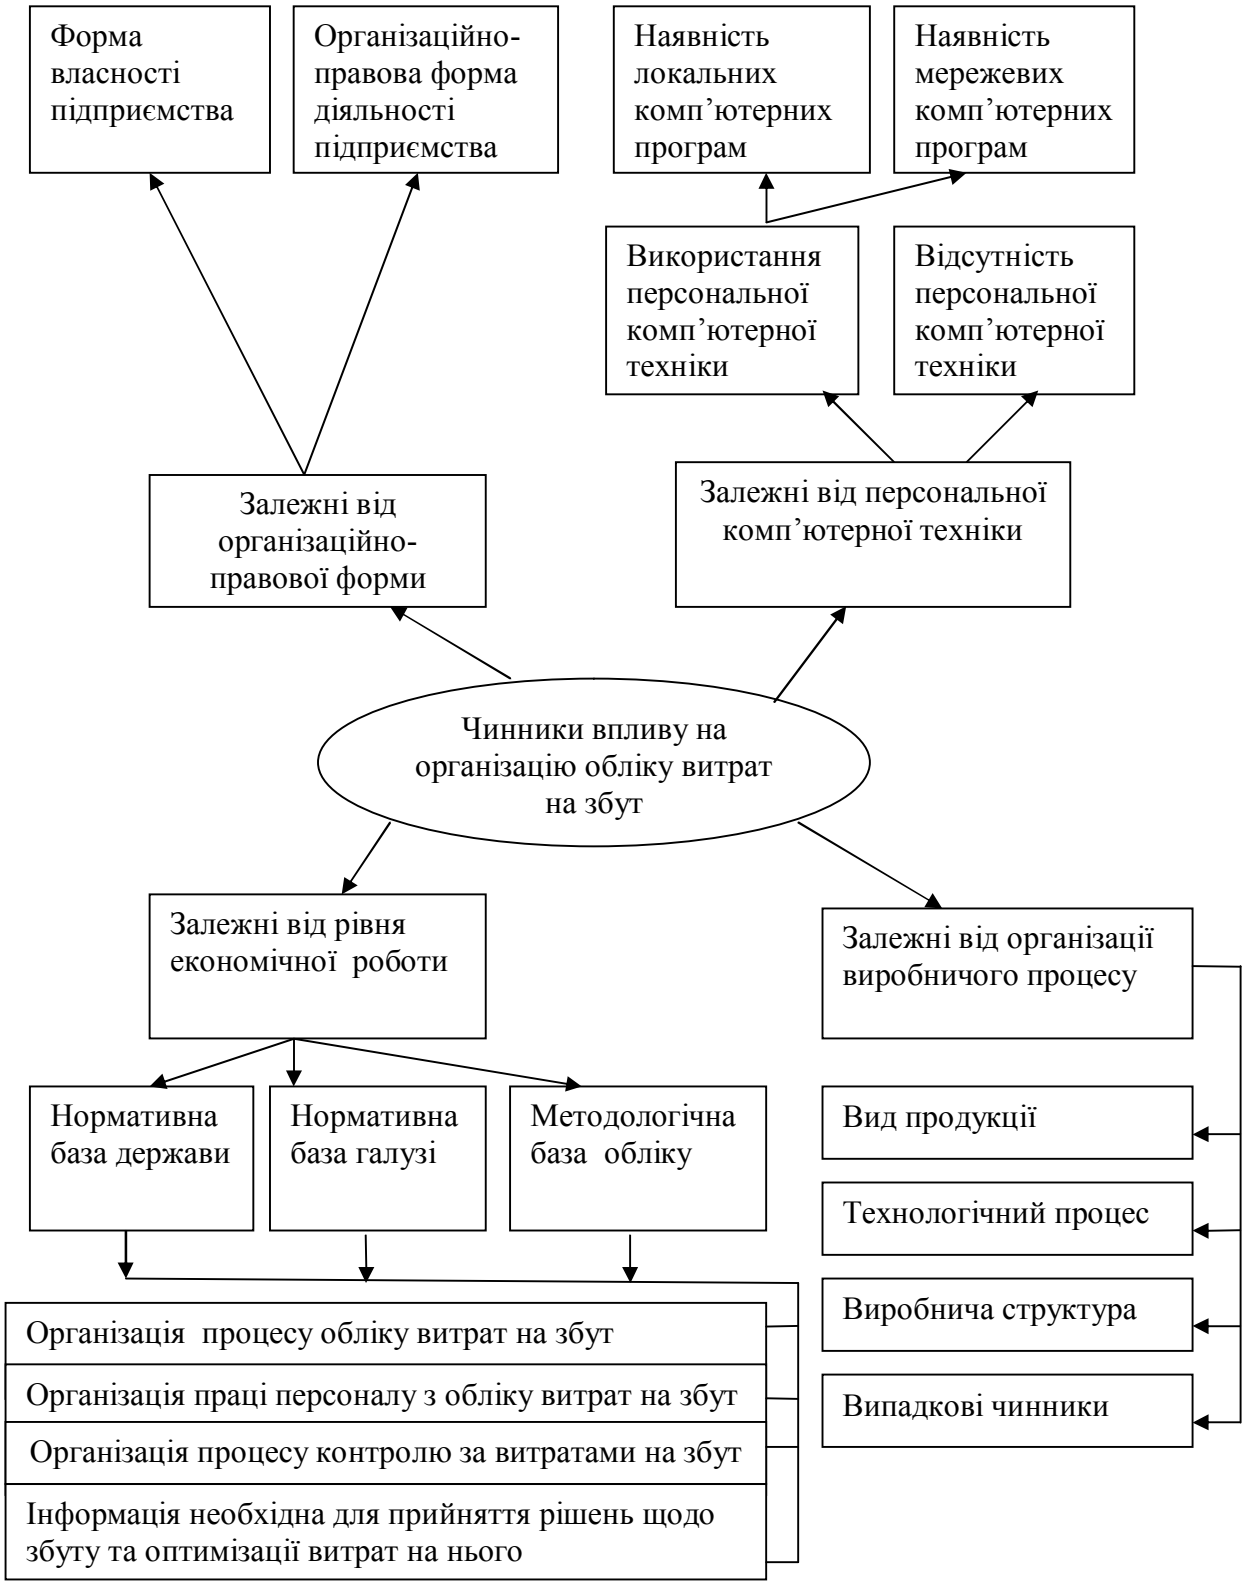 Форма
власності
підприємства
Організаційно-
правова форма
діяльності
підприємства
Наявність
локальних
комп’ютерних
програм
Наявність
мережевих
комп’ютерних
програм
Використання
персональної
комп’ютерної
техніки
Відсутність
персональної
комп’ютерної
техніки
Залежні від
організаційно-
правової форми
Залежні від персональної
комп’ютерної техніки
Чинники впливу на
організацію обліку витрат
на збут
Залежні від рівня
економічної роботи
Залежні від організації
виробничого процесу
Нормативна
база держави
Нормативна
база галузі
Методологічна
база обліку
Вид продукції
Технологічний процес
Виробнича структура
Випадкові чинники
Організація процесу обліку витрат на збут
Організація праці персоналу з обліку витрат на збут
Організація процесу контролю за витратами на збут
Інформація необхідна для прийняття рішень щодо
збуту та оптимізації витрат на нього